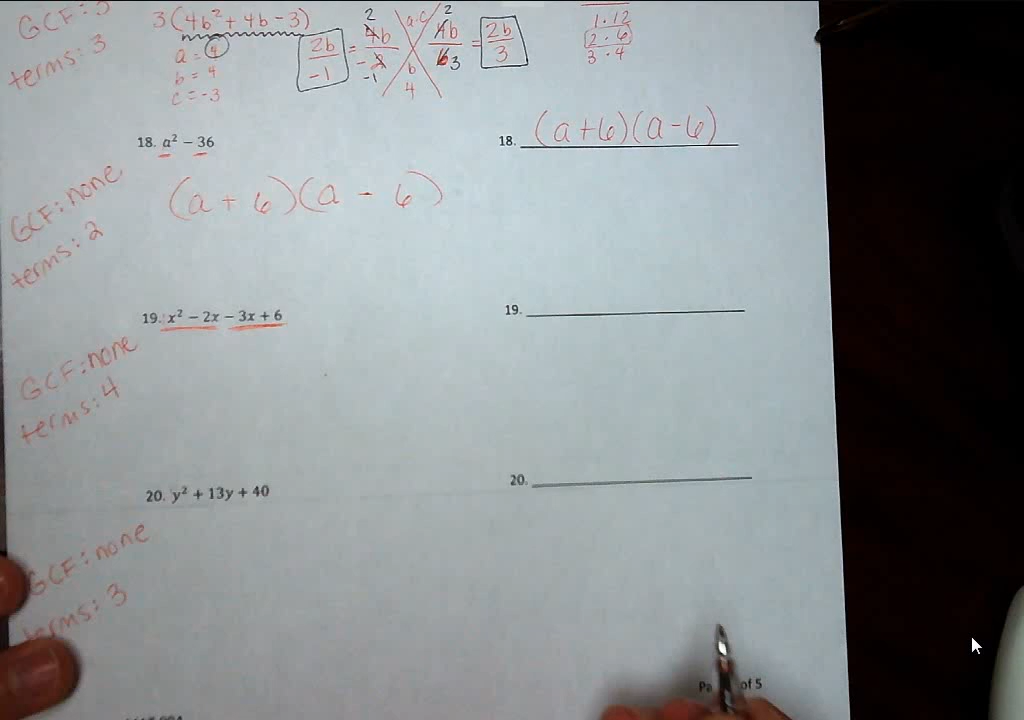 GCF: 3
terms: 3
3(4b² + 4b - 3)
a = 4
b = 4
c = -3
2b/-1 = 4b/-2 a·c 4b/6 = 2b/3
2 2
-1 3
b
4
1·12
2·6
3·4
18. a² − 36
18. (a+6)(a-6)
GCF: none
terms: 2
(a + 6)(a - 6)
19. x² − 2x − 3x + 6
19.
GCF: none
terms: 4
20. y² + 13y + 40
20.
GCF: none
terms: 3
of 5